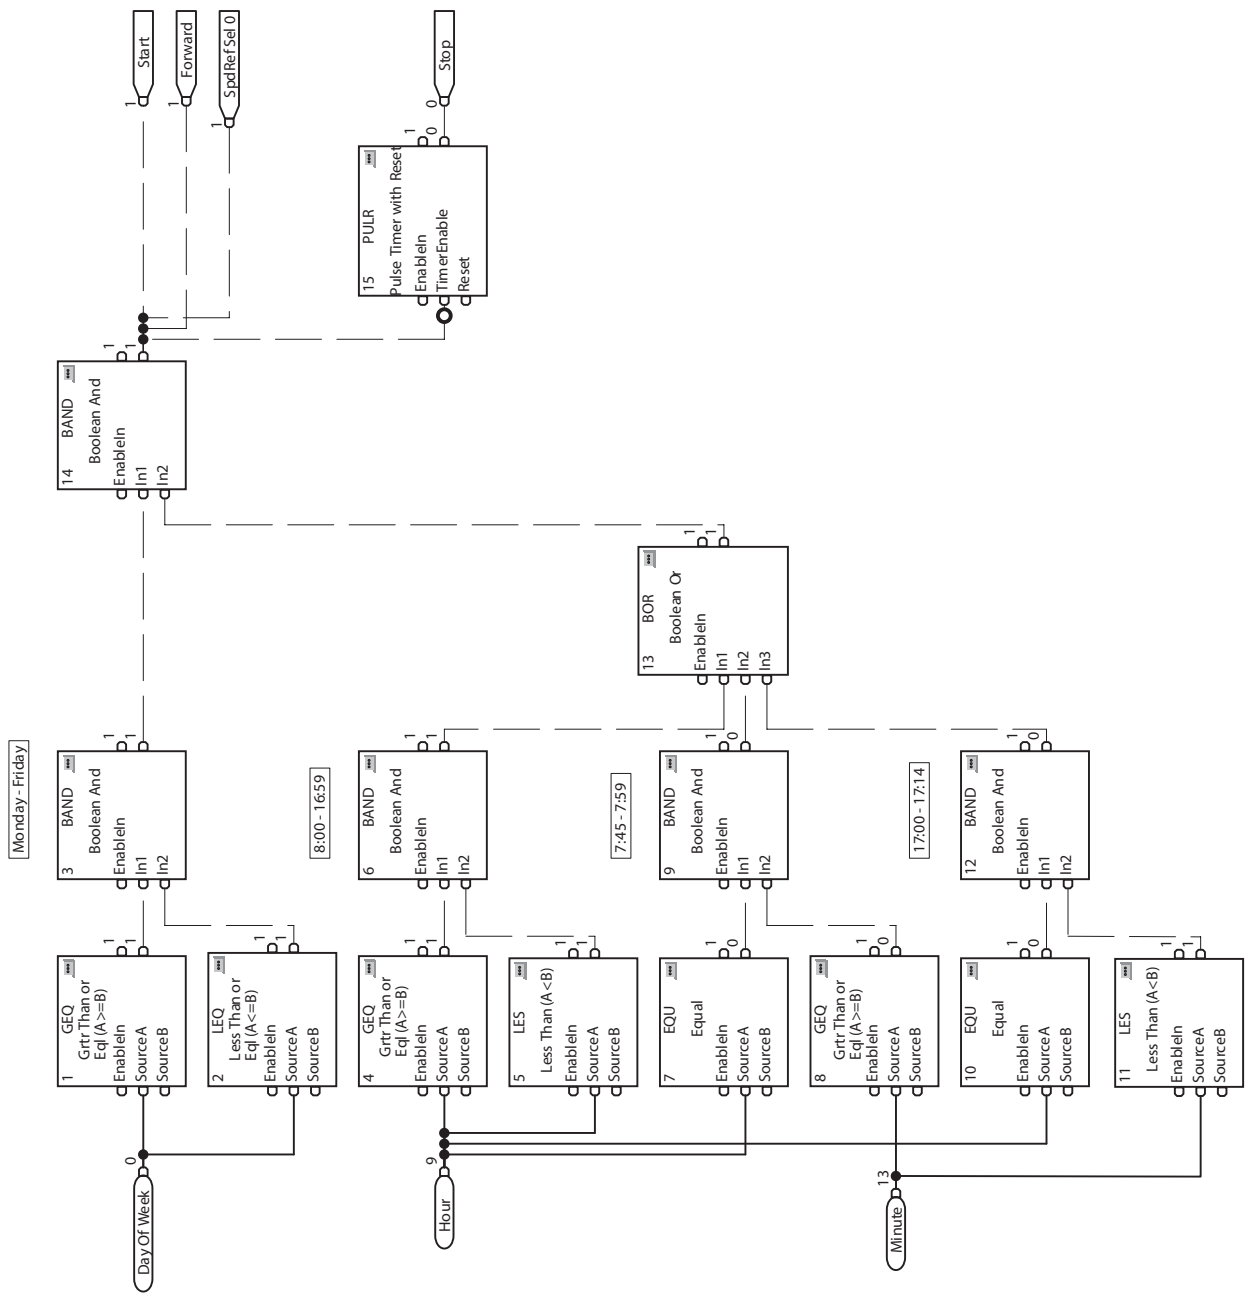 Monday - Friday
Day Of Week
0
1 GEQ
Grtr Than or
Eql (A >=B)
EnableIn
SourceA
SourceB
1
1
3 BAND
Boolean And
EnableIn
In1
In2
1
1
14 BAND
Boolean And
EnableIn
In1
In2
1
1
1
Start
1
Forward
1
SpdRef Sel 0
2 LEQ
Less Than or
Eql (A<=B)
EnableIn
SourceA
SourceB
1
1
8:00 - 16:59
Hour
9
4 GEQ
Grtr Than or
Eql (A >=B)
EnableIn
SourceA
SourceB
1
1
6 BAND
Boolean And
EnableIn
In1
In2
1
1
15 PULR
Pulse Timer with Reset
EnableIn
TimerEnable
Reset
1
0
0
Stop
5 LES
Less Than (A <B)
EnableIn
SourceA
SourceB
1
1
7:45 - 7:59
7 EQU
Equal
EnableIn
SourceA
SourceB
1
0
9 BAND
Boolean And
EnableIn
In1
In2
1
0
13 BOR
Boolean Or
EnableIn
In1
In2
In3
1
1
Minute
13
8 GEQ
Grtr Than or
Eql (A >=B)
EnableIn
SourceA
SourceB
1
0
17:00 - 17:14
10 EQU
Equal
EnableIn
SourceA
SourceB
1
0
12 BAND
Boolean And
EnableIn
In1
In2
1
0
11 LES
Less Than (A <B)
EnableIn
SourceA
SourceB
1
1